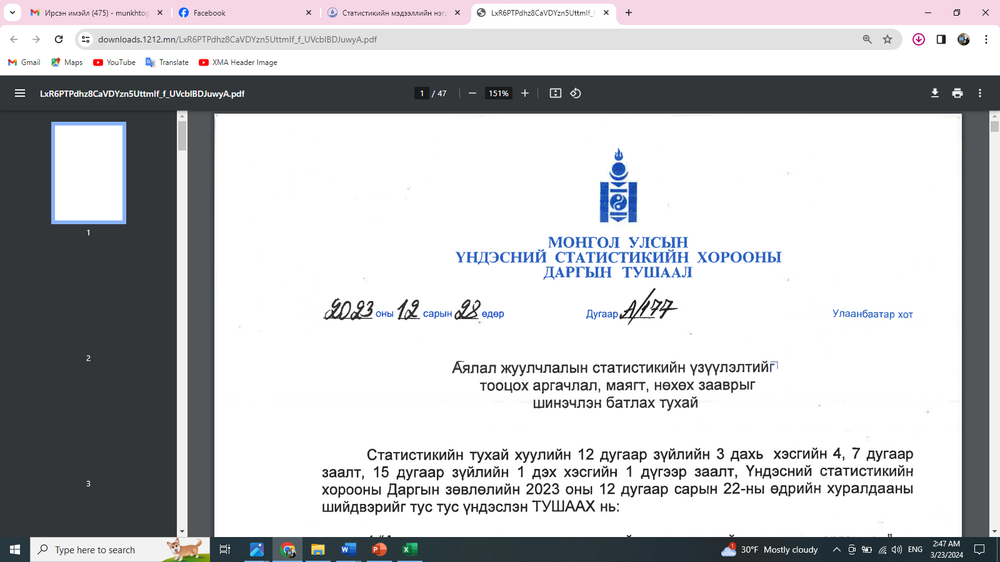 Ирсэн имэйл (475) - munkhtog
Facebook
Статистикийн мэдээллийн нэгд
LxR6PTPdhz8CaVDYzn5UttmIf_f
downloads.1212.mn/LxR6PTPdhz8CaVDYzn5UttmIf_f_UVcbIBDJuwyA.pdf
Gmail
Maps
YouTube
Translate
XMA Header Image
LxR6PTPdhz8CaVDYzn5UttmIf_f_UVcbIBDJuwyA.pdf
1 / 47
151%
1
2
3
МОНГОЛ УЛСЫН
ҮНДЭСНИЙ СТАТИСТИКИЙН ХОРООНЫ
ДАРГЫН ТУШААЛ
2023 оны 12 сарын 28 өдөр Дугаар А/177 Улаанбаатар хот
Аялал жуулчлалын статистикийн үзүүлэлтийг
тооцох аргачлал, маягт, нөхөх зааврыг
шинэчлэн батлах тухай
Статистикийн тухай хуулийн 12 дугаар зүйлийн 3 дахь хэсгийн 4, 7 дугаар
заалт, 15 дугаар зүйлийн 1 дэх хэсгийн 1 дүгээр заалт, Үндэсний статистикийн
хорооны Даргын зөвлөлийн 2023 оны 12 дугаар сарын 22-ны өдрийн хуралдааны
шийдвэрийг тус тус үндэслэн ТУШААХ нь:
Type here to search
1
30°F Mostly cloudy
ENG
2:47 AM
3/23/2024